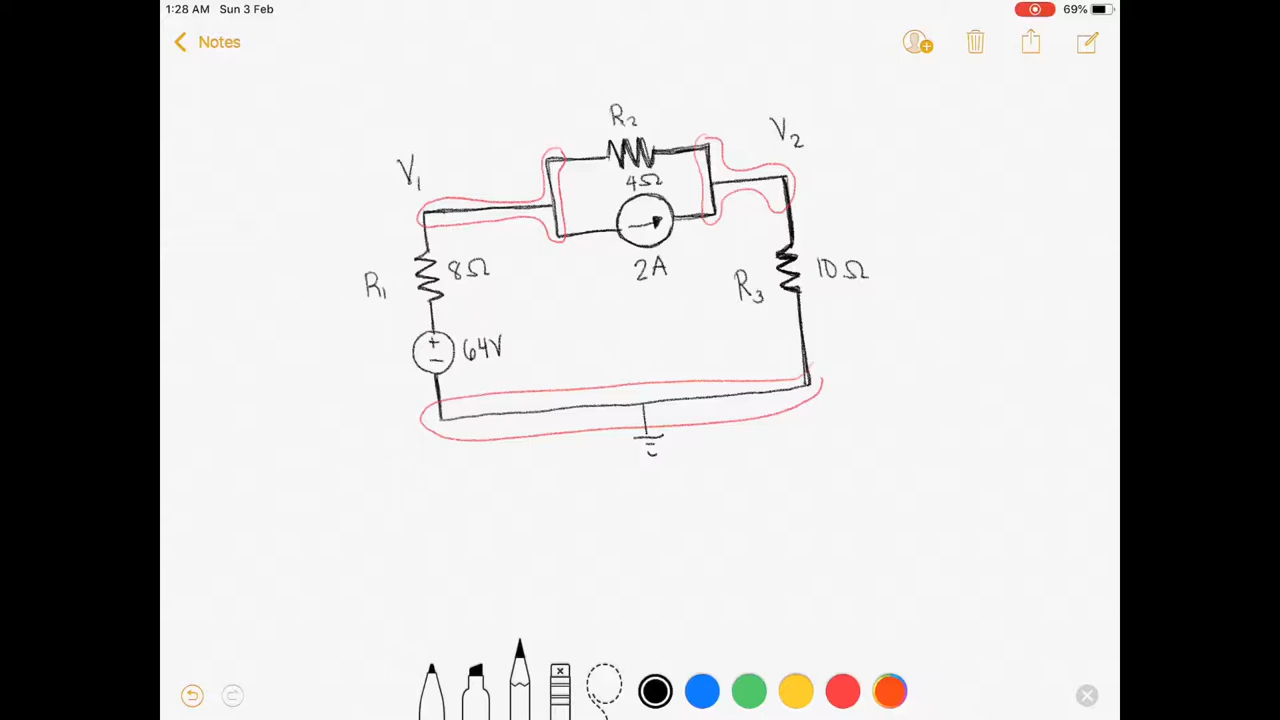 1:28 AM Sun 3 Feb
69%
Notes
R₂
V₂
V₁
4Ω
8Ω
2A
R₁
R₃
10Ω
+
−
64V